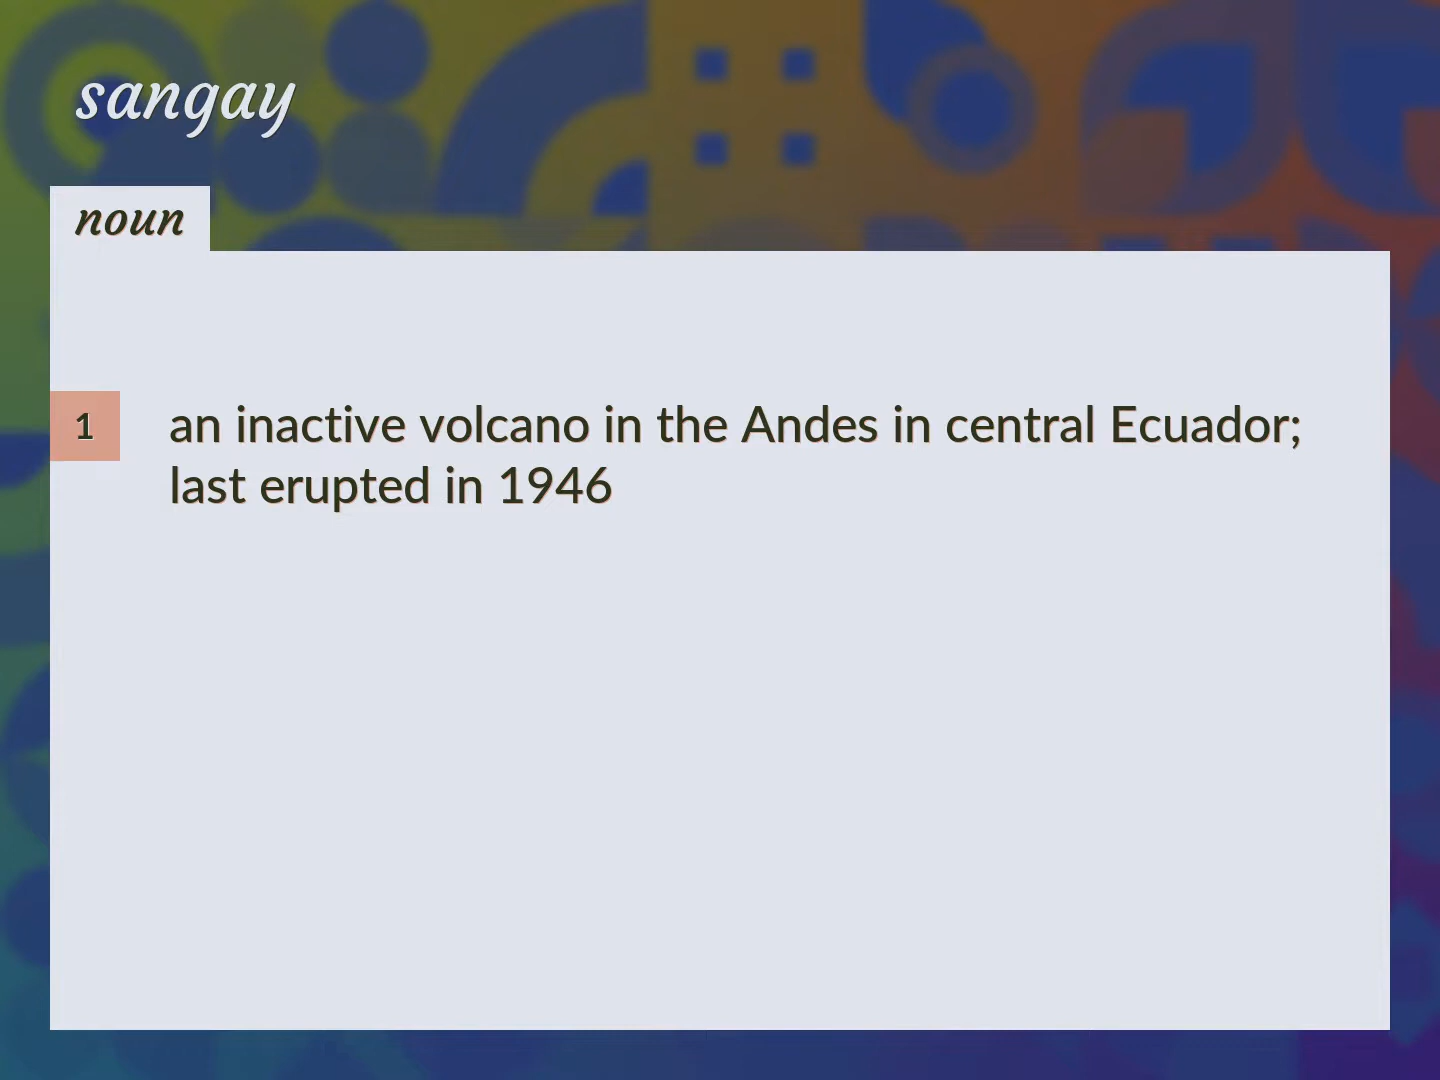 sangay
noun
1 an inactive volcano in the Andes in central Ecuador;
last erupted in 1946